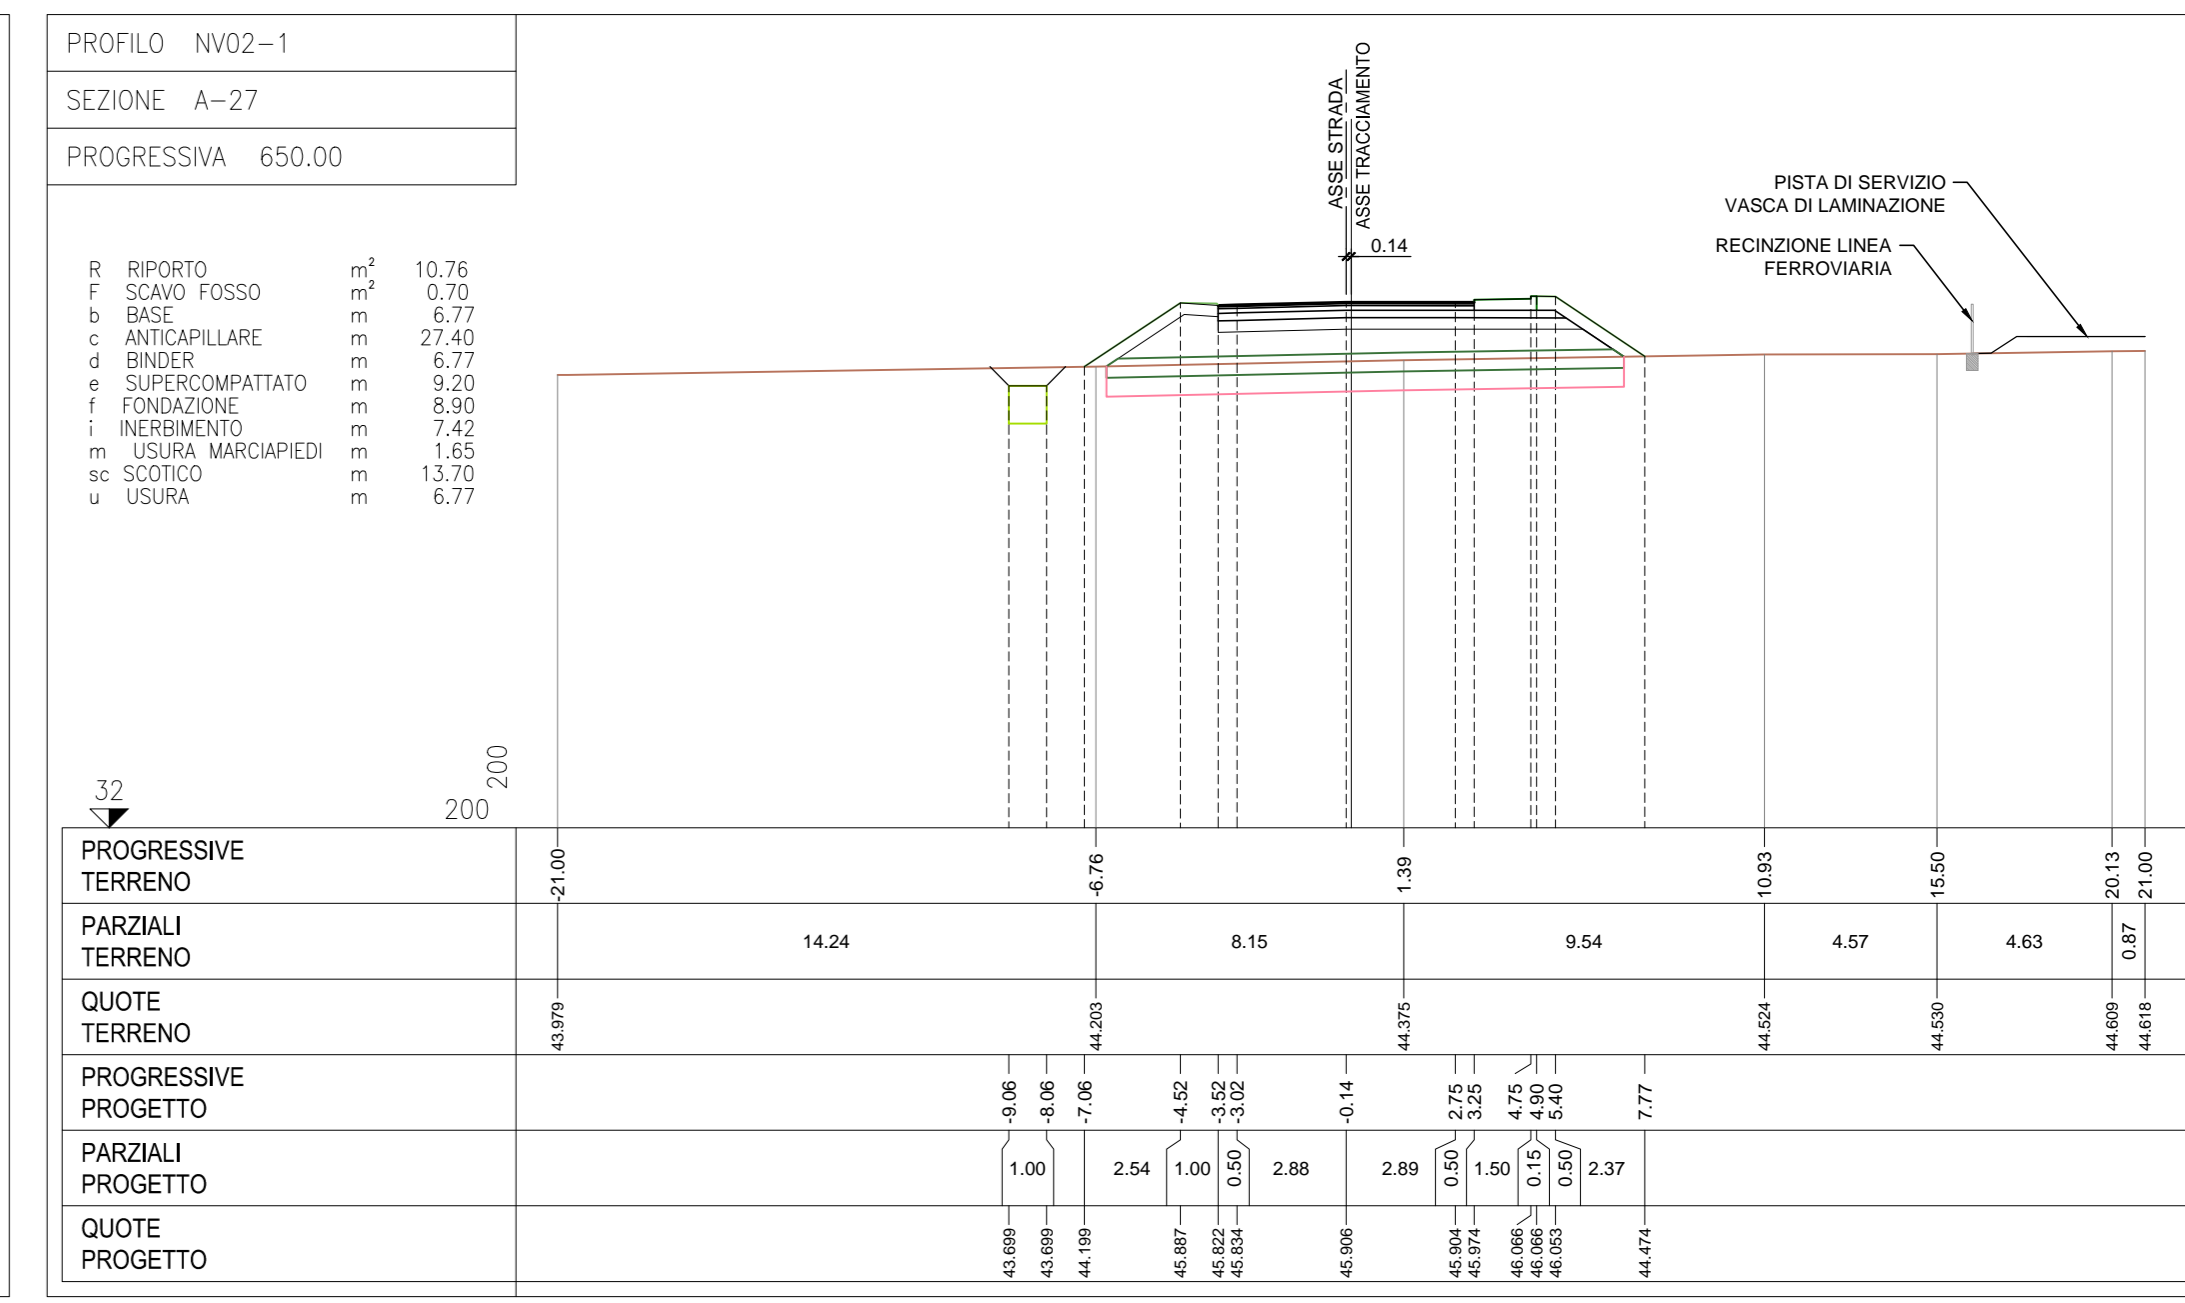 PROFILO NV02-1
SEZIONE A-27
PROGRESSIVA 650.00
R RIPORTO m² 10.76
F SCAVO FOSSO m² 0.70
b BASE m 6.77
c ANTICAPILLARE m 27.40
d BINDER m 6.77
e SUPERCOMPATTATO m 9.20
f FONDAZIONE m 8.90
i INERBIMENTO m 7.42
m USURA MARCIAPIEDI m 1.65
sc SCOTICO m 13.70
u USURA m 6.77
ASSE STRADA
ASSE TRACCIAMENTO
0.14
PISTA DI SERVIZIO
VASCA DI LAMINAZIONE
RECINZIONE LINEA
FERROVIARIA
32
200
200
PROGRESSIVE
TERRENO
-21.00 -6.76 1.39 10.93 15.50 20.13 21.00
PARZIALI
TERRENO
14.24 8.15 9.54 4.57 4.63 0.87
QUOTE
TERRENO
43.979 44.203 44.375 44.524 44.530 44.609 44.618
PROGRESSIVE
PROGETTO
-9.06 -8.06 -7.06 -4.52 -3.52 -3.02 -0.14 2.75 3.25 4.75 4.90 5.40 7.77
PARZIALI
PROGETTO
1.00 2.54 1.00 0.50 2.88 2.89 0.50 1.50 0.15 0.50 2.37
QUOTE
PROGETTO
43.699 43.699 44.199 45.887 45.822 45.834 45.906 45.904 45.974 46.066 46.066 46.053 44.474